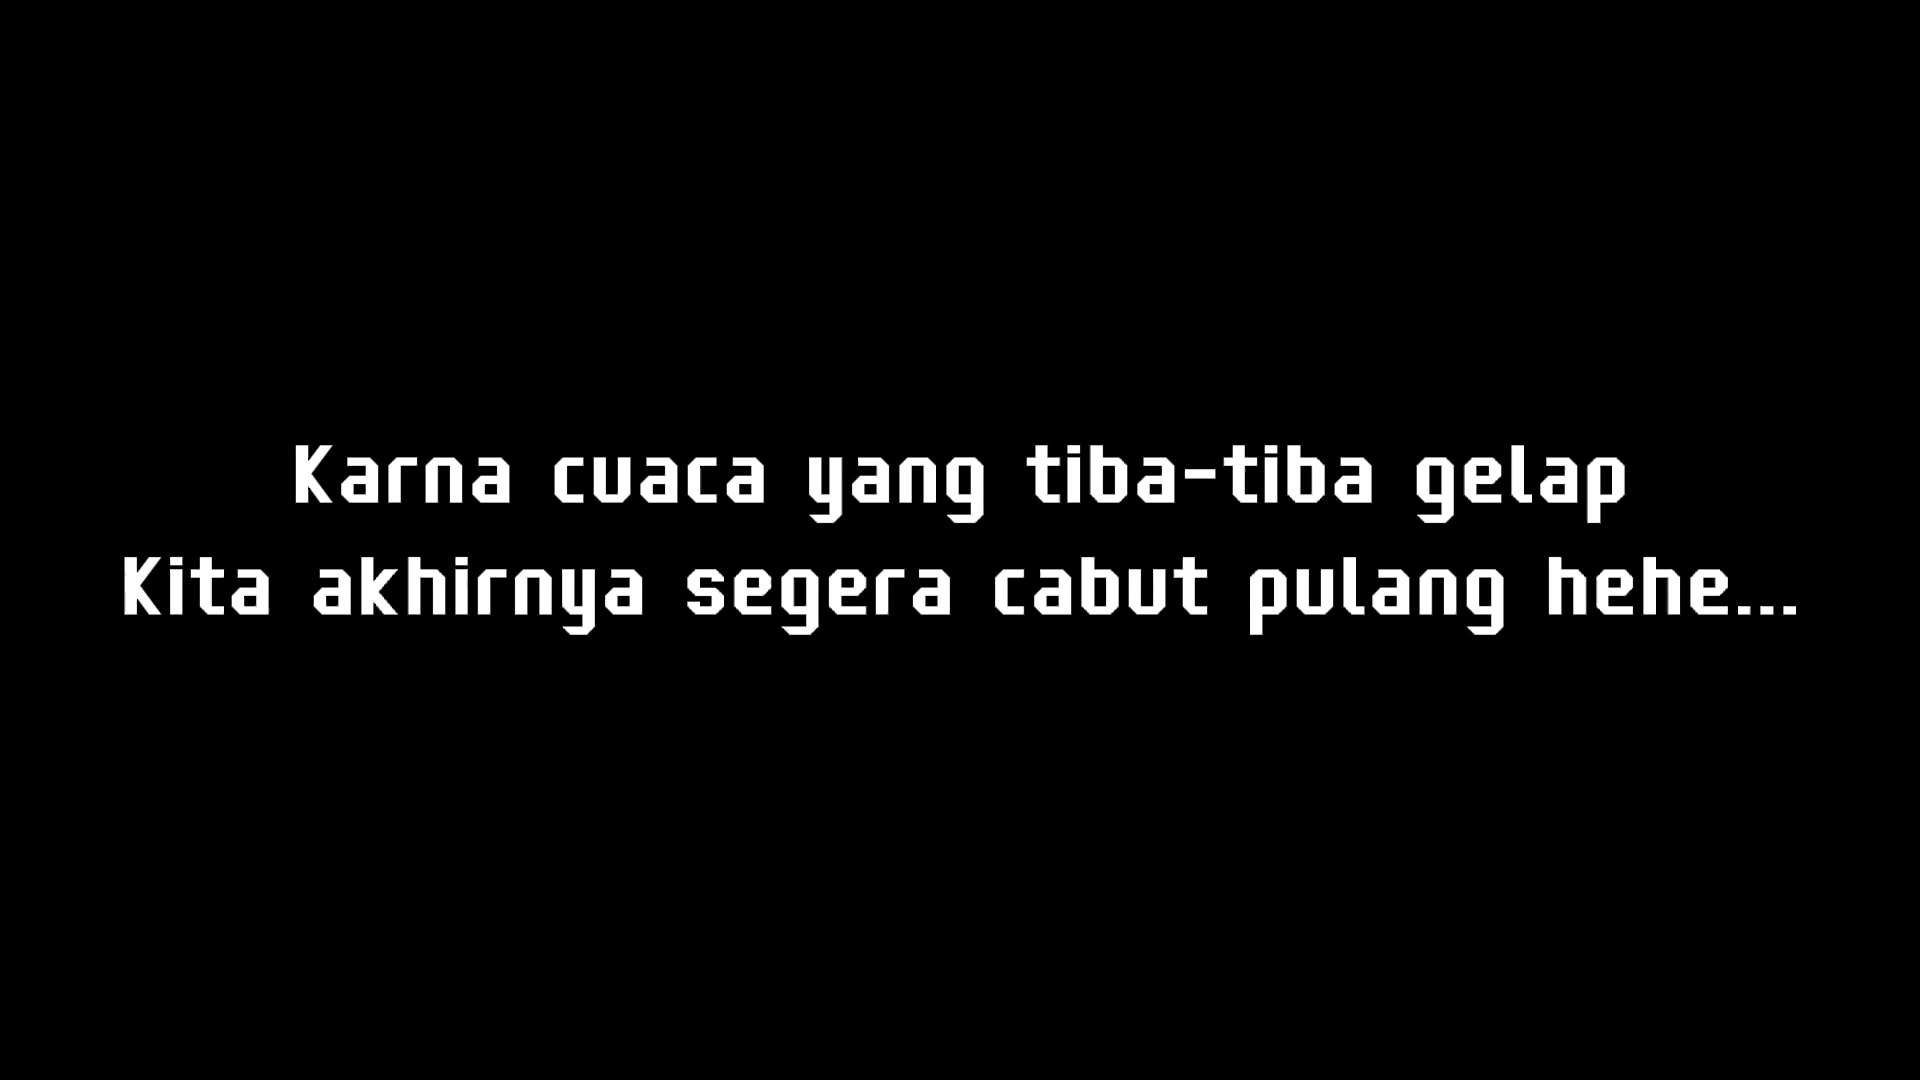 Karna cuaca yang tiba-tiba gelap
Kita akhirnya segera cabut pulang hehe...